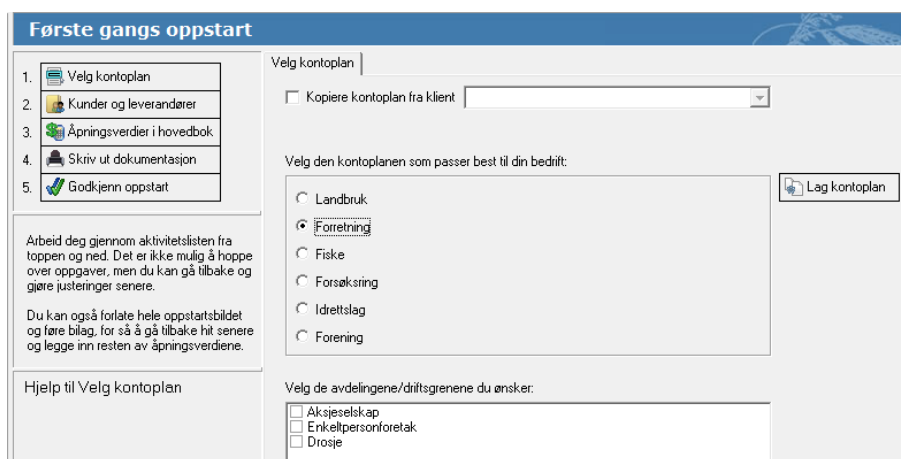 Første gangs oppstart
1. Velg kontoplan
2. Kunder og leverandører
3. Åpningsverdier i hovedbok
4. Skriv ut dokumentasjon
5. Godkjenn oppstart
Arbeid deg gjennom aktivitetslisten fra
toppen og ned. Det er ikke mulig å hoppe
over oppgaver, men du kan gå tilbake og
gjøre justeringer senere.
Du kan også forlate hele oppstartsbildet
og føre bilag, for så å gå tilbake hit senere
og legge inn resten av åpningsverdiene.
Hjelp til Velg kontoplan
Velg kontoplan
Kopiere kontoplan fra klient
Velg den kontoplanen som passer best til din bedrift:
Landbruk
Forretning
Fiske
Forsøksring
Idrettslag
Forening
Lag kontoplan
Velg de avdelingene/driftsgrenene du ønsker:
Aksjeselskap
Enkeltpersonforetak
Drosje